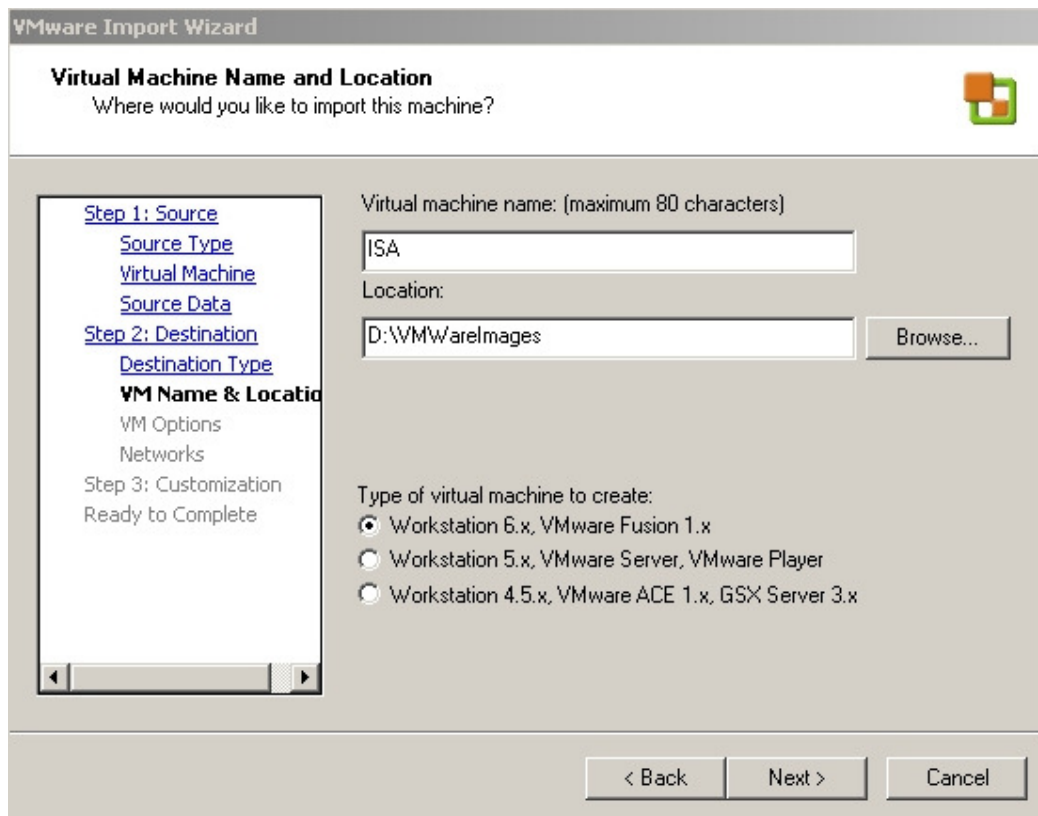 VMware Import Wizard
Virtual Machine Name and Location
Where would you like to import this machine?
Step 1: Source
Source Type
Virtual Machine
Source Data
Step 2: Destination
Destination Type
VM Name & Locatio
VM Options
Networks
Step 3: Customization
Ready to Complete
Virtual machine name: (maximum 80 characters)
ISA
Location:
D:\VMWareImages
Browse...
Type of virtual machine to create:
Workstation 6.x, VMware Fusion 1.x
Workstation 5.x, VMware Server, VMware Player
Workstation 4.5.x, VMware ACE 1.x, GSX Server 3.x
< Back
Next >
Cancel